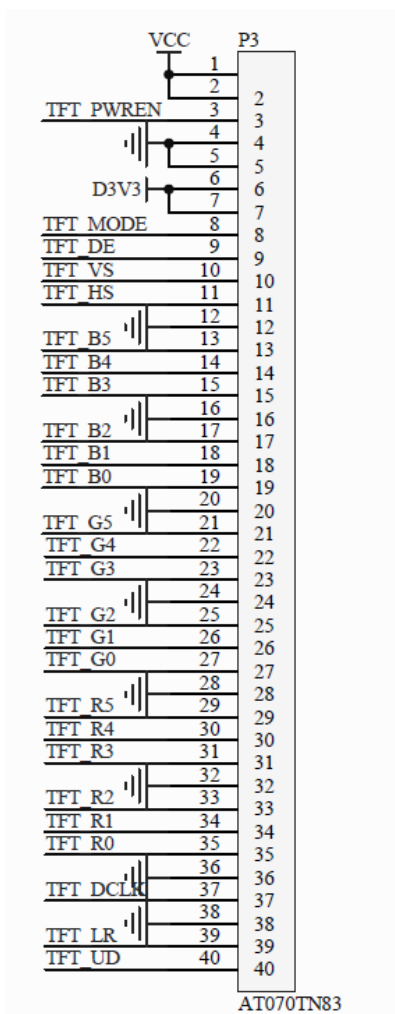 VCC P3
1
2
2
TFT_PWREN 3
3
4
4
5
5
6
D3V3 6
7
7
TFT_MODE 8
8
TFT_DE 9
9
TFT_VS 10
10
TFT_HS 11
11
12
12
TFT_B5 13
13
TFT_B4 14
14
TFT_B3 15
15
16
16
TFT_B2 17
17
TFT_B1 18
18
TFT_B0 19
19
20
20
TFT_G5 21
21
TFT_G4 22
22
TFT_G3 23
23
24
24
TFT_G2 25
25
TFT_G1 26
26
TFT_G0 27
27
28
28
TFT_R5 29
29
TFT_R4 30
30
TFT_R3 31
31
32
32
TFT_R2 33
33
TFT_R1 34
34
TFT_R0 35
35
36
36
TFT_DCLK 37
37
38
38
TFT_LR 39
39
TFT_UD 40
40
AT070TN83